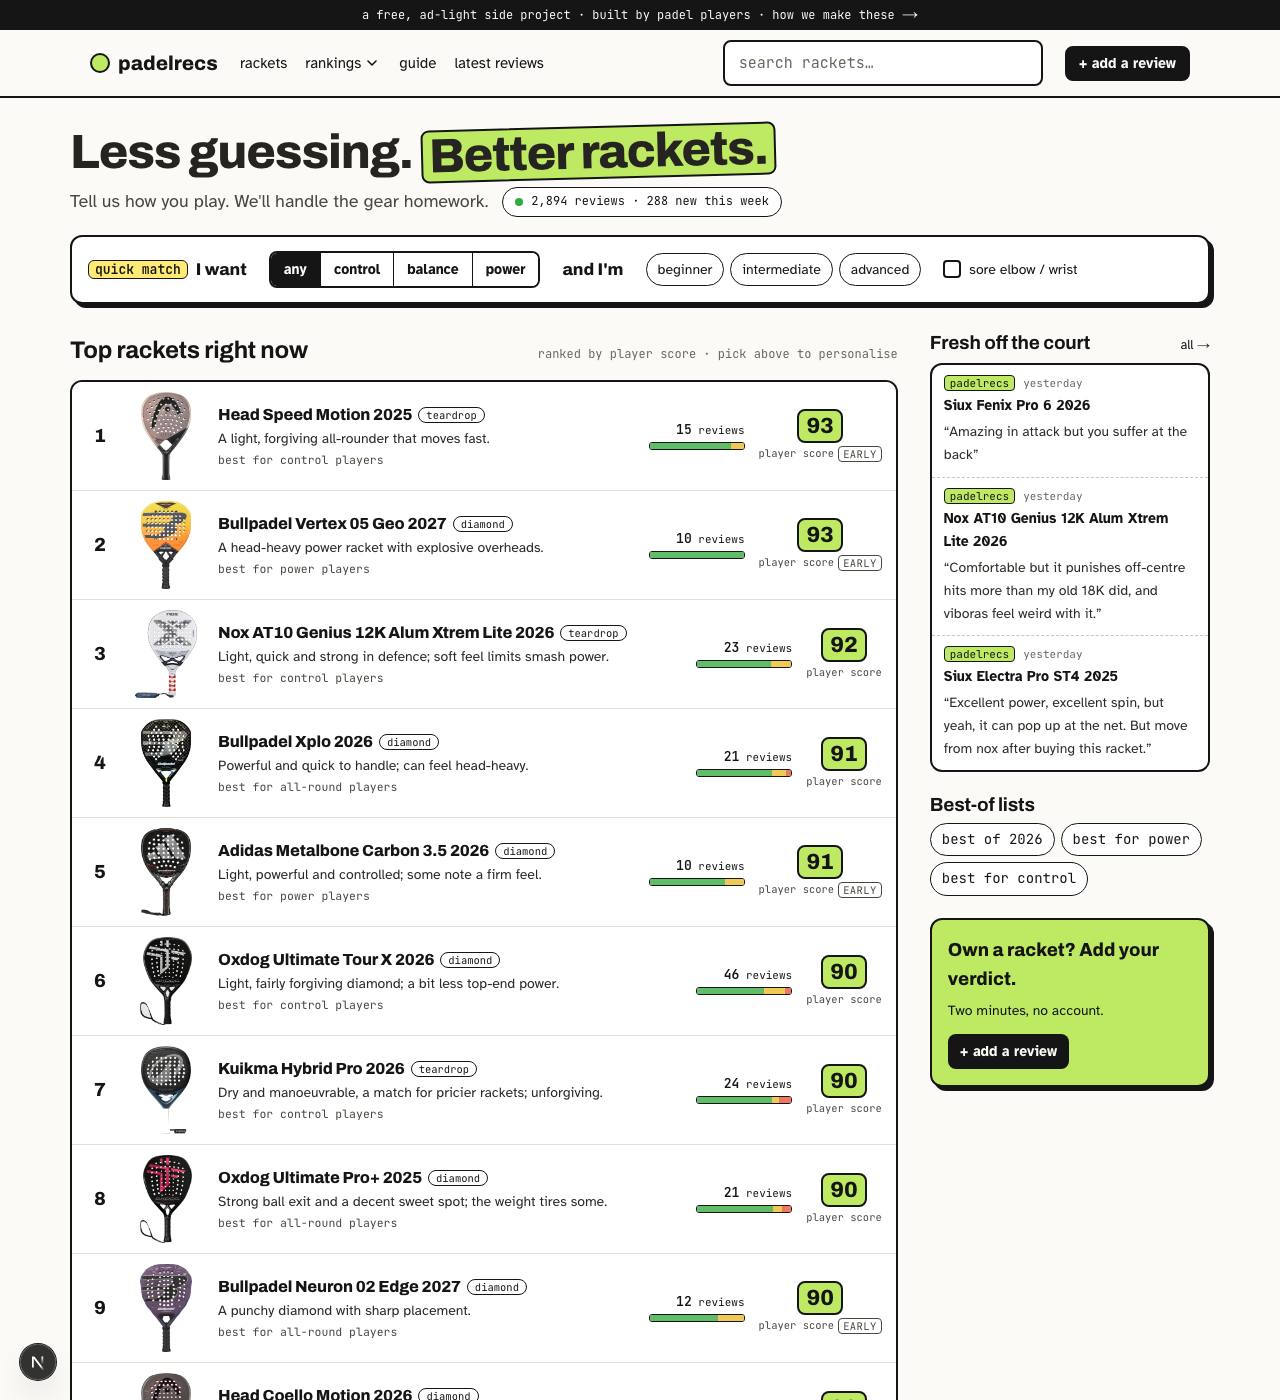 a free, ad-light side project · built by padel players · how we make these →
padelrecs
rackets
rankings
guide
latest reviews
search rackets…
+ add a review
Less guessing. Better rackets.
Tell us how you play. We'll handle the gear homework.
2,894 reviews · 288 new this week
quick match
I want
any
control
balance
power
and I'm
beginner
intermediate
advanced
sore elbow / wrist
Top rackets right now
ranked by player score · pick above to personalise
1
Head Speed Motion 2025
teardrop
A light, forgiving all-rounder that moves fast.
best for control players
15 reviews
93
player score
EARLY
2
Bullpadel Vertex 05 Geo 2027
diamond
A head-heavy power racket with explosive overheads.
best for power players
10 reviews
93
player score
EARLY
3
Nox AT10 Genius 12K Alum Xtrem Lite 2026
teardrop
Light, quick and strong in defence; soft feel limits smash power.
best for control players
23 reviews
92
player score
4
Bullpadel Xplo 2026
diamond
Powerful and quick to handle; can feel head-heavy.
best for all-round players
21 reviews
91
player score
5
Adidas Metalbone Carbon 3.5 2026
diamond
Light, powerful and controlled; some note a firm feel.
best for power players
10 reviews
91
player score
EARLY
6
Oxdog Ultimate Tour X 2026
diamond
Light, fairly forgiving diamond; a bit less top-end power.
best for control players
46 reviews
90
player score
7
Kuikma Hybrid Pro 2026
teardrop
Dry and manoeuvrable, a match for pricier rackets; unforgiving.
best for control players
24 reviews
90
player score
8
Oxdog Ultimate Pro+ 2025
diamond
Strong ball exit and a decent sweet spot; the weight tires some.
best for all-round players
21 reviews
90
player score
9
Bullpadel Neuron 02 Edge 2027
diamond
A punchy diamond with sharp placement.
best for all-round players
12 reviews
90
player score
EARLY
Head Coello Motion 2026
diamond
Fresh off the court
all →
padelrecs
yesterday
Siux Fenix Pro 6 2026
“Amazing in attack but you suffer at the
back”
padelrecs
yesterday
Nox AT10 Genius 12K Alum Xtrem
Lite 2026
“Comfortable but it punishes off-centre
hits more than my old 18K did, and
viboras feel weird with it.”
padelrecs
yesterday
Siux Electra Pro ST4 2025
“Excellent power, excellent spin, but
yeah, it can pop up at the net. But move
from nox after buying this racket.”
Best-of lists
best of 2026
best for power
best for control
Own a racket? Add your
verdict.
Two minutes, no account.
+ add a review
N